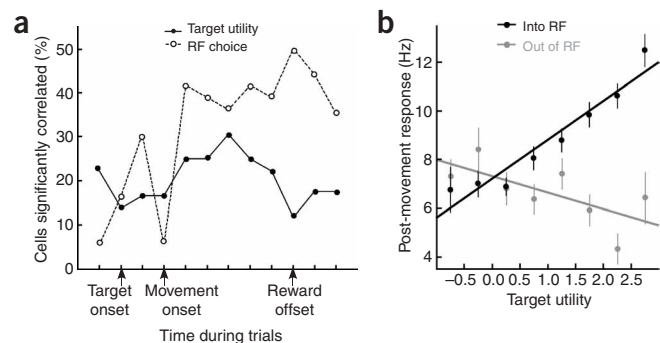 a
Target utility
RF choice
Cells significantly correlated (%)
50
40
30
20
10
0
Target
onset
Movement
onset
Reward
offset
Time during trials
b
Into RF
Out of RF
Post-movement response (Hz)
12
10
8
6
4
−0.5 0.0 0.5 1.0 1.5 2.0 2.5
Target utility